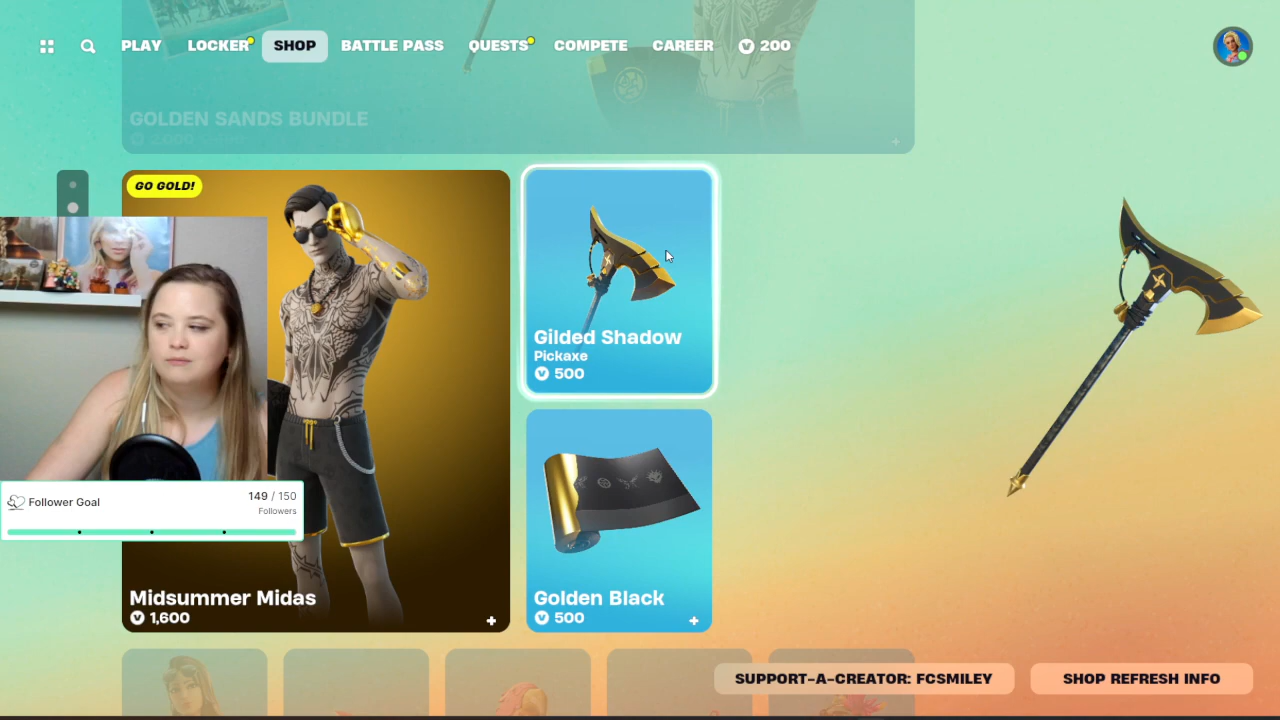 PLAY
LOCKER
SHOP
BATTLE PASS
QUESTS
COMPETE
CAREER
200
GOLDEN SANDS BUNDLE
GO GOLD!
Gilded Shadow
Pickaxe
500
Follower Goal
149 / 150
Followers
Midsummer Midas
1,600
Golden Black
500
SUPPORT-A-CREATOR: FCSMILEY
SHOP REFRESH INFO